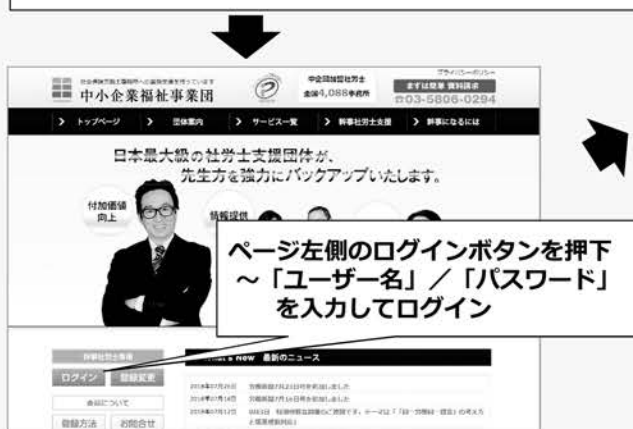 プライバシーポリシー
中小企業福祉事業団
中企団加盟社労士
全国4,088事務所
まずは簡単 資料請求
☎03-5806-0294
> トップページ > 団体案内 > サービス一覧 > 幹事社労士支援 > 幹事になるには
日本最大級の社労士支援団体が、
先生方を強力にバックアップいたします。
付加価値
向上
情報提供
ページ左側のログインボタンを押下
～「ユーザー名」／「パスワード」
を入力してログイン
幹事社労士専用
What's New 最新のニュース
ログイン 登録変更
会員について
登録方法 お問合せ